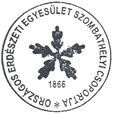 ORSZÁGOS ERDÉSZETI EGYESÜLET SZOMBATHELYI CSOPORTJA *
1866